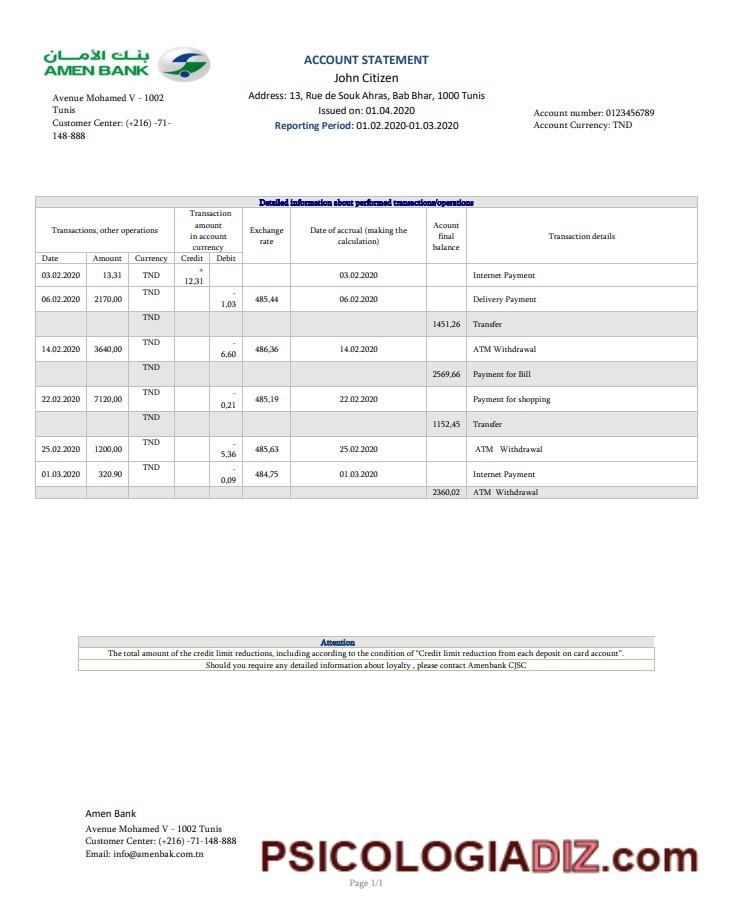 بنك الأمان
AMEN BANK
Avenue Mohamed V - 1002
Tunis
Customer Center: (+216) -71-
148-888
ACCOUNT STATEMENT
John Citizen
Address: 13, Rue de Souk Ahras, Bab Bhar, 1000 Tunis
Issued on: 01.04.2020
Reporting Period: 01.02.2020-01.03.2020
Account number: 0123456789
Account Currency: TND
Detailed information about performed transactions/operations
Transactions, other operations
Transaction
amount
in account
currency
Exchange
rate
Date of accrual (making the
calculation)
Acount
final
balance
Transaction details
Date Amount Currency Credit Debit
03.02.2020 13,31 TND + 12,31 03.02.2020 Internet Payment
06.02.2020 2170,00 TND - 1,03 485,44 06.02.2020 Delivery Payment
TND 1451,26 Transfer
14.02.2020 3640,00 TND - 6,60 486,36 14.02.2020 ATM Withdrawal
TND 2569,66 Payment for Bill
22.02.2020 7120,00 TND - 0,21 485,19 22.02.2020 Payment for shopping
TND 1152,45 Transfer
25.02.2020 1200,00 TND - 5,36 485,63 25.02.2020 ATM Withdrawal
01.03.2020 320.90 TND - 0,09 484,75 01.03.2020 Internet Payment
2360,02 ATM Withdrawal
Attention
The total amount of the credit limit reductions, including according to the condition of “Credit limit reduction from each deposit on card account”.
Should you require any detailed information about loyalty , please contact Amenbank CJSC
Amen Bank
Avenue Mohamed V - 1002 Tunis
Customer Center: (+216) -71-148-888
Email: info@amenbak.com.tn
PSICOLOGIADIZ.com
Page 1/1